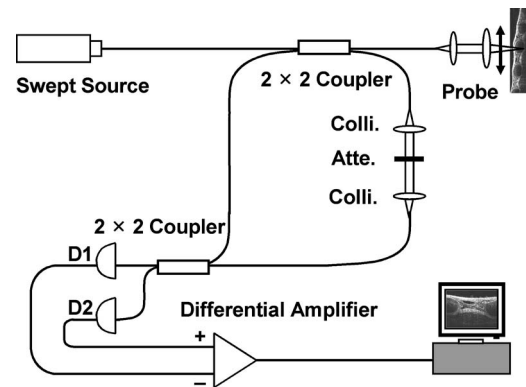 Swept Source
2 × 2 Coupler
Probe
Colli.
Atte.
Colli.
2 × 2 Coupler
D1
D2
Differential Amplifier
+
−